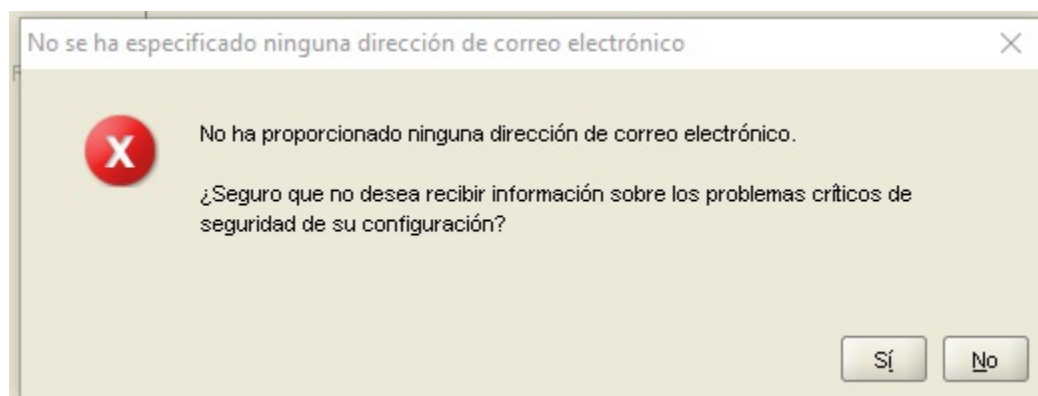 No se ha especificado ninguna dirección de correo electrónico
No ha proporcionado ninguna dirección de correo electrónico.
¿Seguro que no desea recibir información sobre los problemas críticos de
seguridad de su configuración?
Sí
No